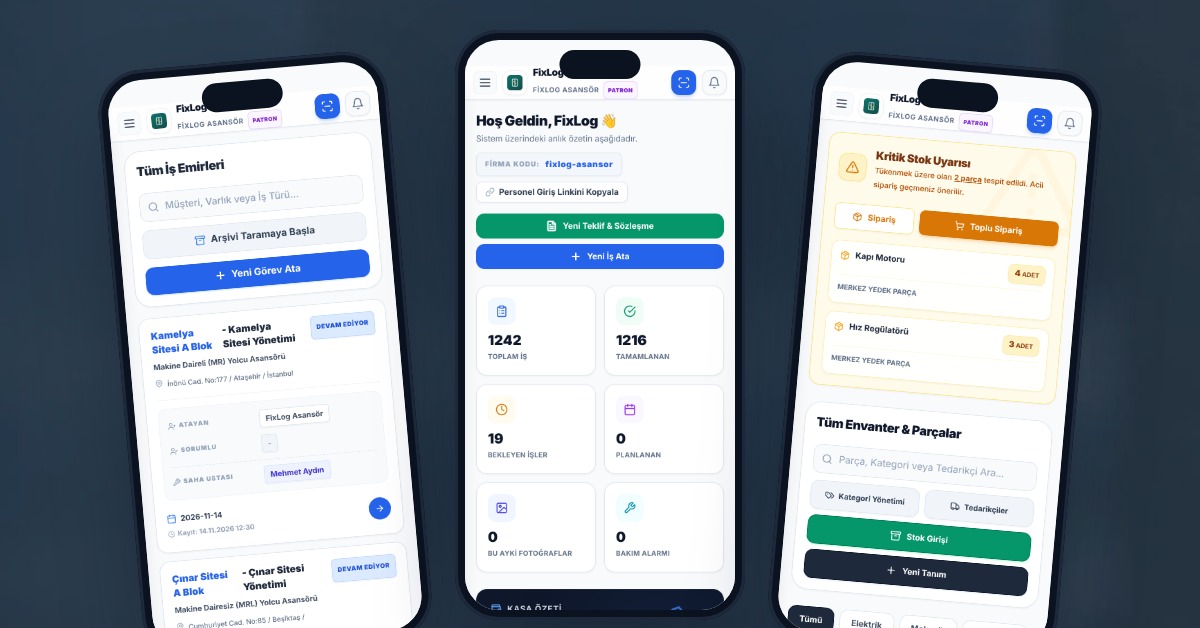 FixLog
FİXLOG ASANSÖR
PATRON
Tüm İş Emirleri
Müşteri, Varlık veya İş Türü...
Arşivi Taramaya Başla
Yeni Görev Ata
Kamelya
Sitesi A Blok
- Kamelya
Sitesi Yönetimi
DEVAM EDİYOR
Makine Daireli (MR) Yolcu Asansörü
İnönü Cad. No:177 / Ataşehir / İstanbul
ATAYAN
FixLog Asansör
SORUMLU
-
SAHA USTASI
Mehmet Aydın
2026-11-14
Kayıt: 14.11.2026 12:30
Çınar Sitesi
A Blok
- Çınar Sitesi
Yönetimi
DEVAM EDİYOR
Makine Dairesiz (MRL) Yolcu Asansörü
Cumhuriyet Cad. No:85 / Beşiktaş /
FixLog
FİXLOG ASANSÖR
PATRON
Hoş Geldin, FixLog 👋
Sistem üzerindeki anlık özetin aşağıdadır.
FİRMA KODU: fixlog-asansor
Personel Giriş Linkini Kopyala
Yeni Teklif & Sözleşme
Yeni İş Ata
1242
TOPLAM İŞ
1216
TAMAMLANAN
19
BEKLEYEN İŞLER
0
PLANLANAN
0
BU AYKİ FOTOĞRAFLAR
0
BAKIM ALARMI
KASA ÖZETİ
FixLog
FİXLOG ASANSÖR
PATRON
Kritik Stok Uyarısı
Tükenmek üzere olan 2 parça tespit edildi. Acil
sipariş geçmeniz önerilir.
Sipariş
Toplu Sipariş
Kapı Motoru
4 ADET
MERKEZ YEDEK PARÇA
Hız Regülatörü
3 ADET
MERKEZ YEDEK PARÇA
Tüm Envanter & Parçalar
Parça, Kategori veya Tedarikçi Ara...
Kategori Yönetimi
Tedarikçiler
Stok Girişi
Yeni Tanım
Tümü
Elektrik